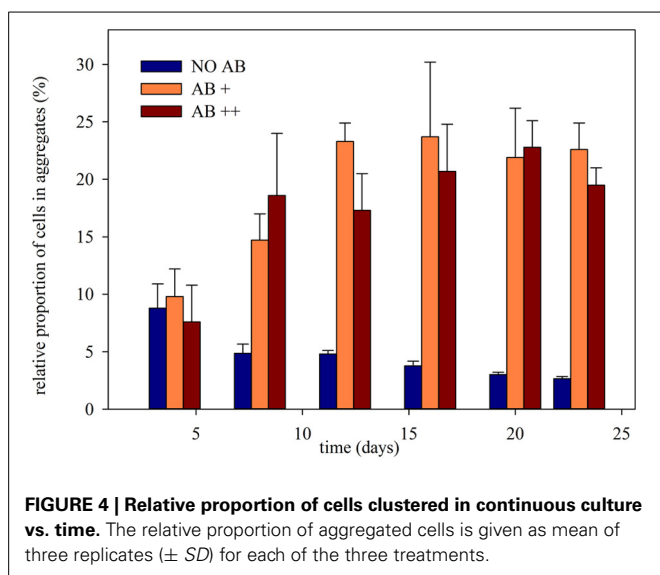 relative proportion of cells in aggregates (%)
30
25
20
15
10
5
0
NO AB
AB +
AB ++
5
10
15
20
25
time (days)
FIGURE 4 | Relative proportion of cells clustered in continuous culture
vs. time. The relative proportion of aggregated cells is given as mean of
three replicates (± SD) for each of the three treatments.